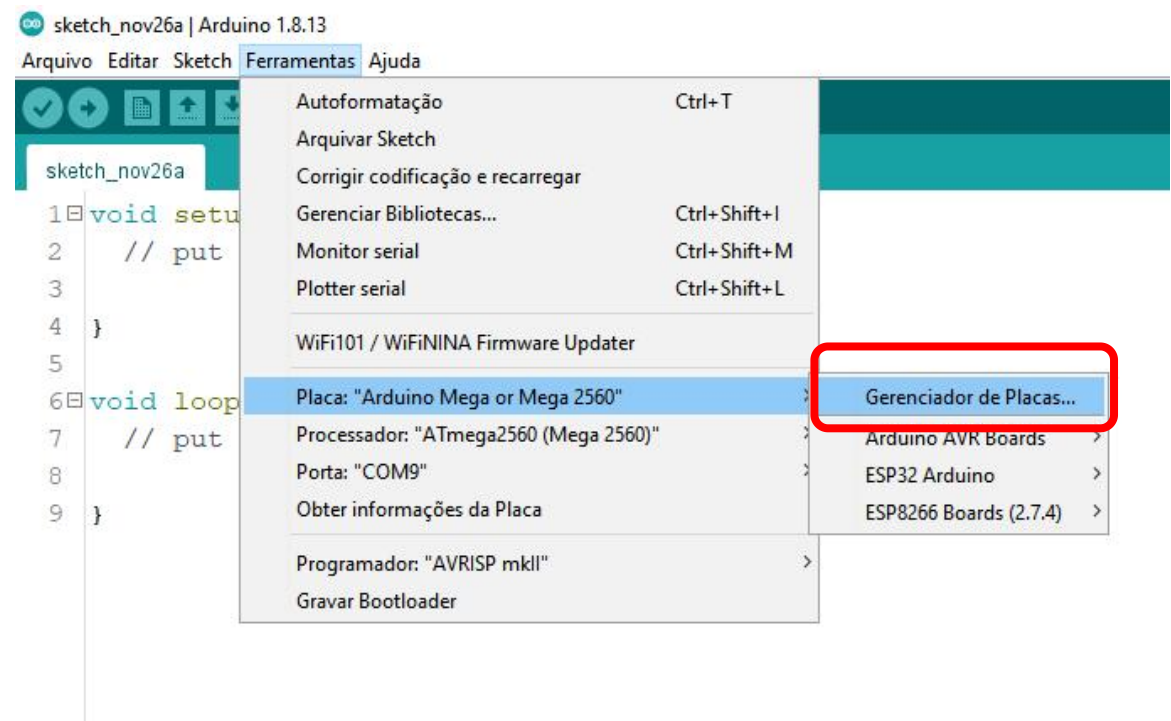 sketch_nov26a | Arduino 1.8.13
Arquivo Editar Sketch Ferramentas Ajuda
sketch_nov26a
1 void setu
2 // put
3
4 }
5
6 void loop
7 // put
8
9 }
Autoformatação Ctrl+T
Arquivar Sketch
Corrigir codificação e recarregar
Gerenciar Bibliotecas... Ctrl+Shift+I
Monitor serial Ctrl+Shift+M
Plotter serial Ctrl+Shift+L
WiFi101 / WiFiNINA Firmware Updater
Placa: "Arduino Mega or Mega 2560"
Processador: "ATmega2560 (Mega 2560)"
Porta: "COM9"
Obter informações da Placa
Programador: "AVRISP mkII"
Gravar Bootloader
Gerenciador de Placas...
Arduino AVR Boards
ESP32 Arduino
ESP8266 Boards (2.7.4)